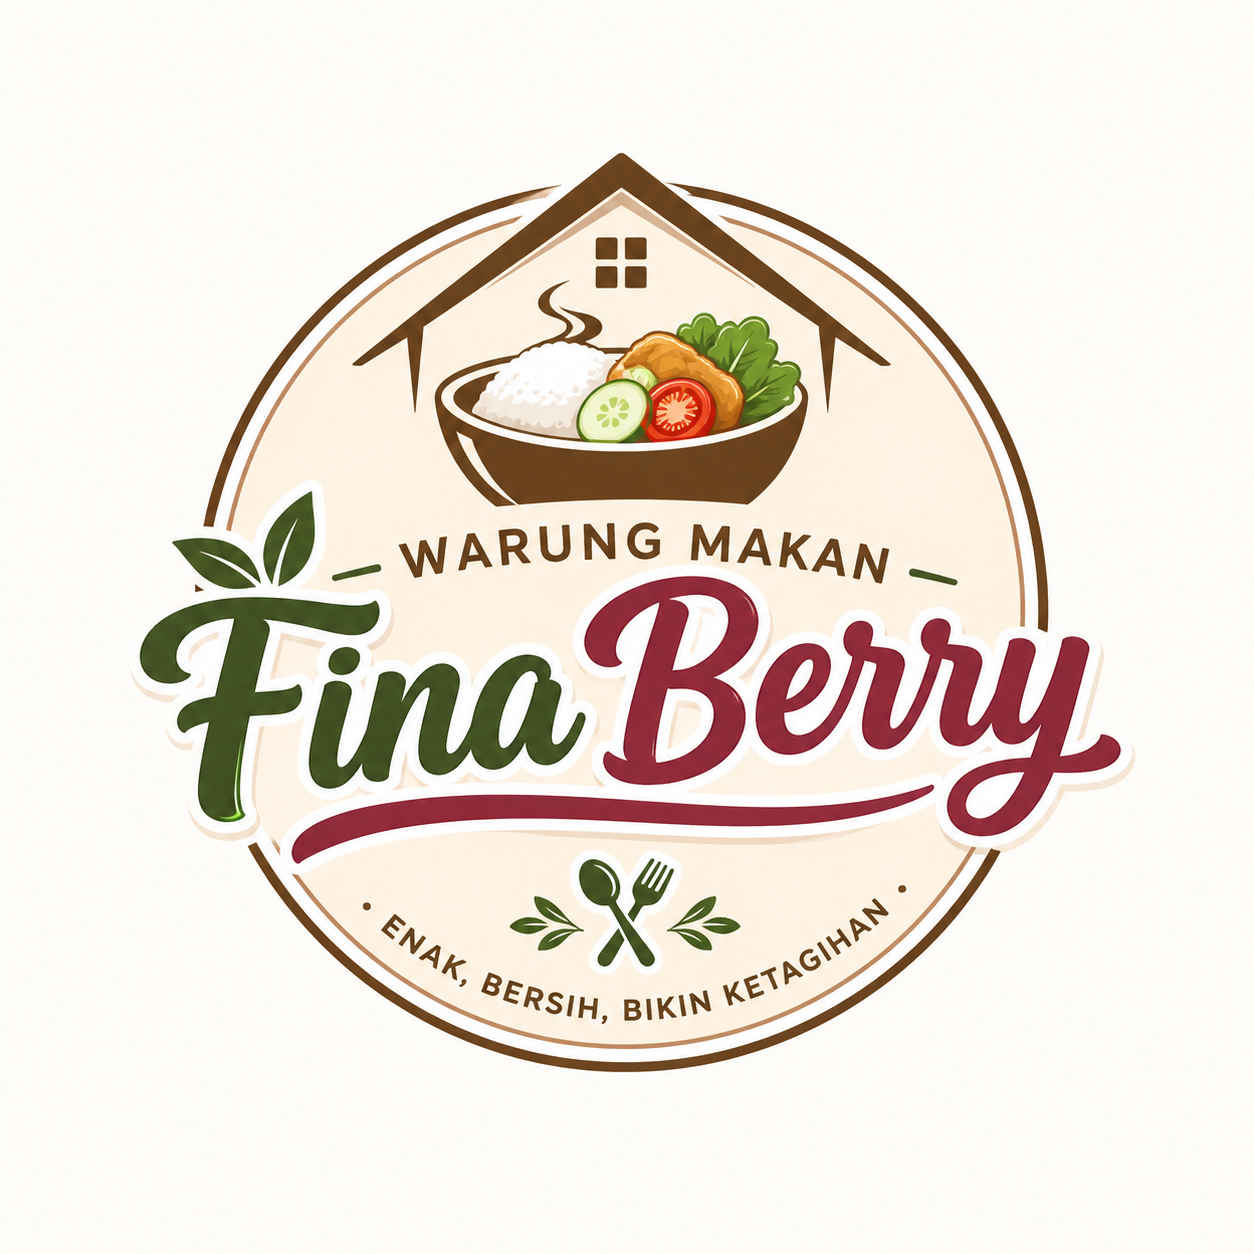 WARUNG MAKAN
Fina Berry
ENAK, BERSIH, BIKIN KETAGIHAN